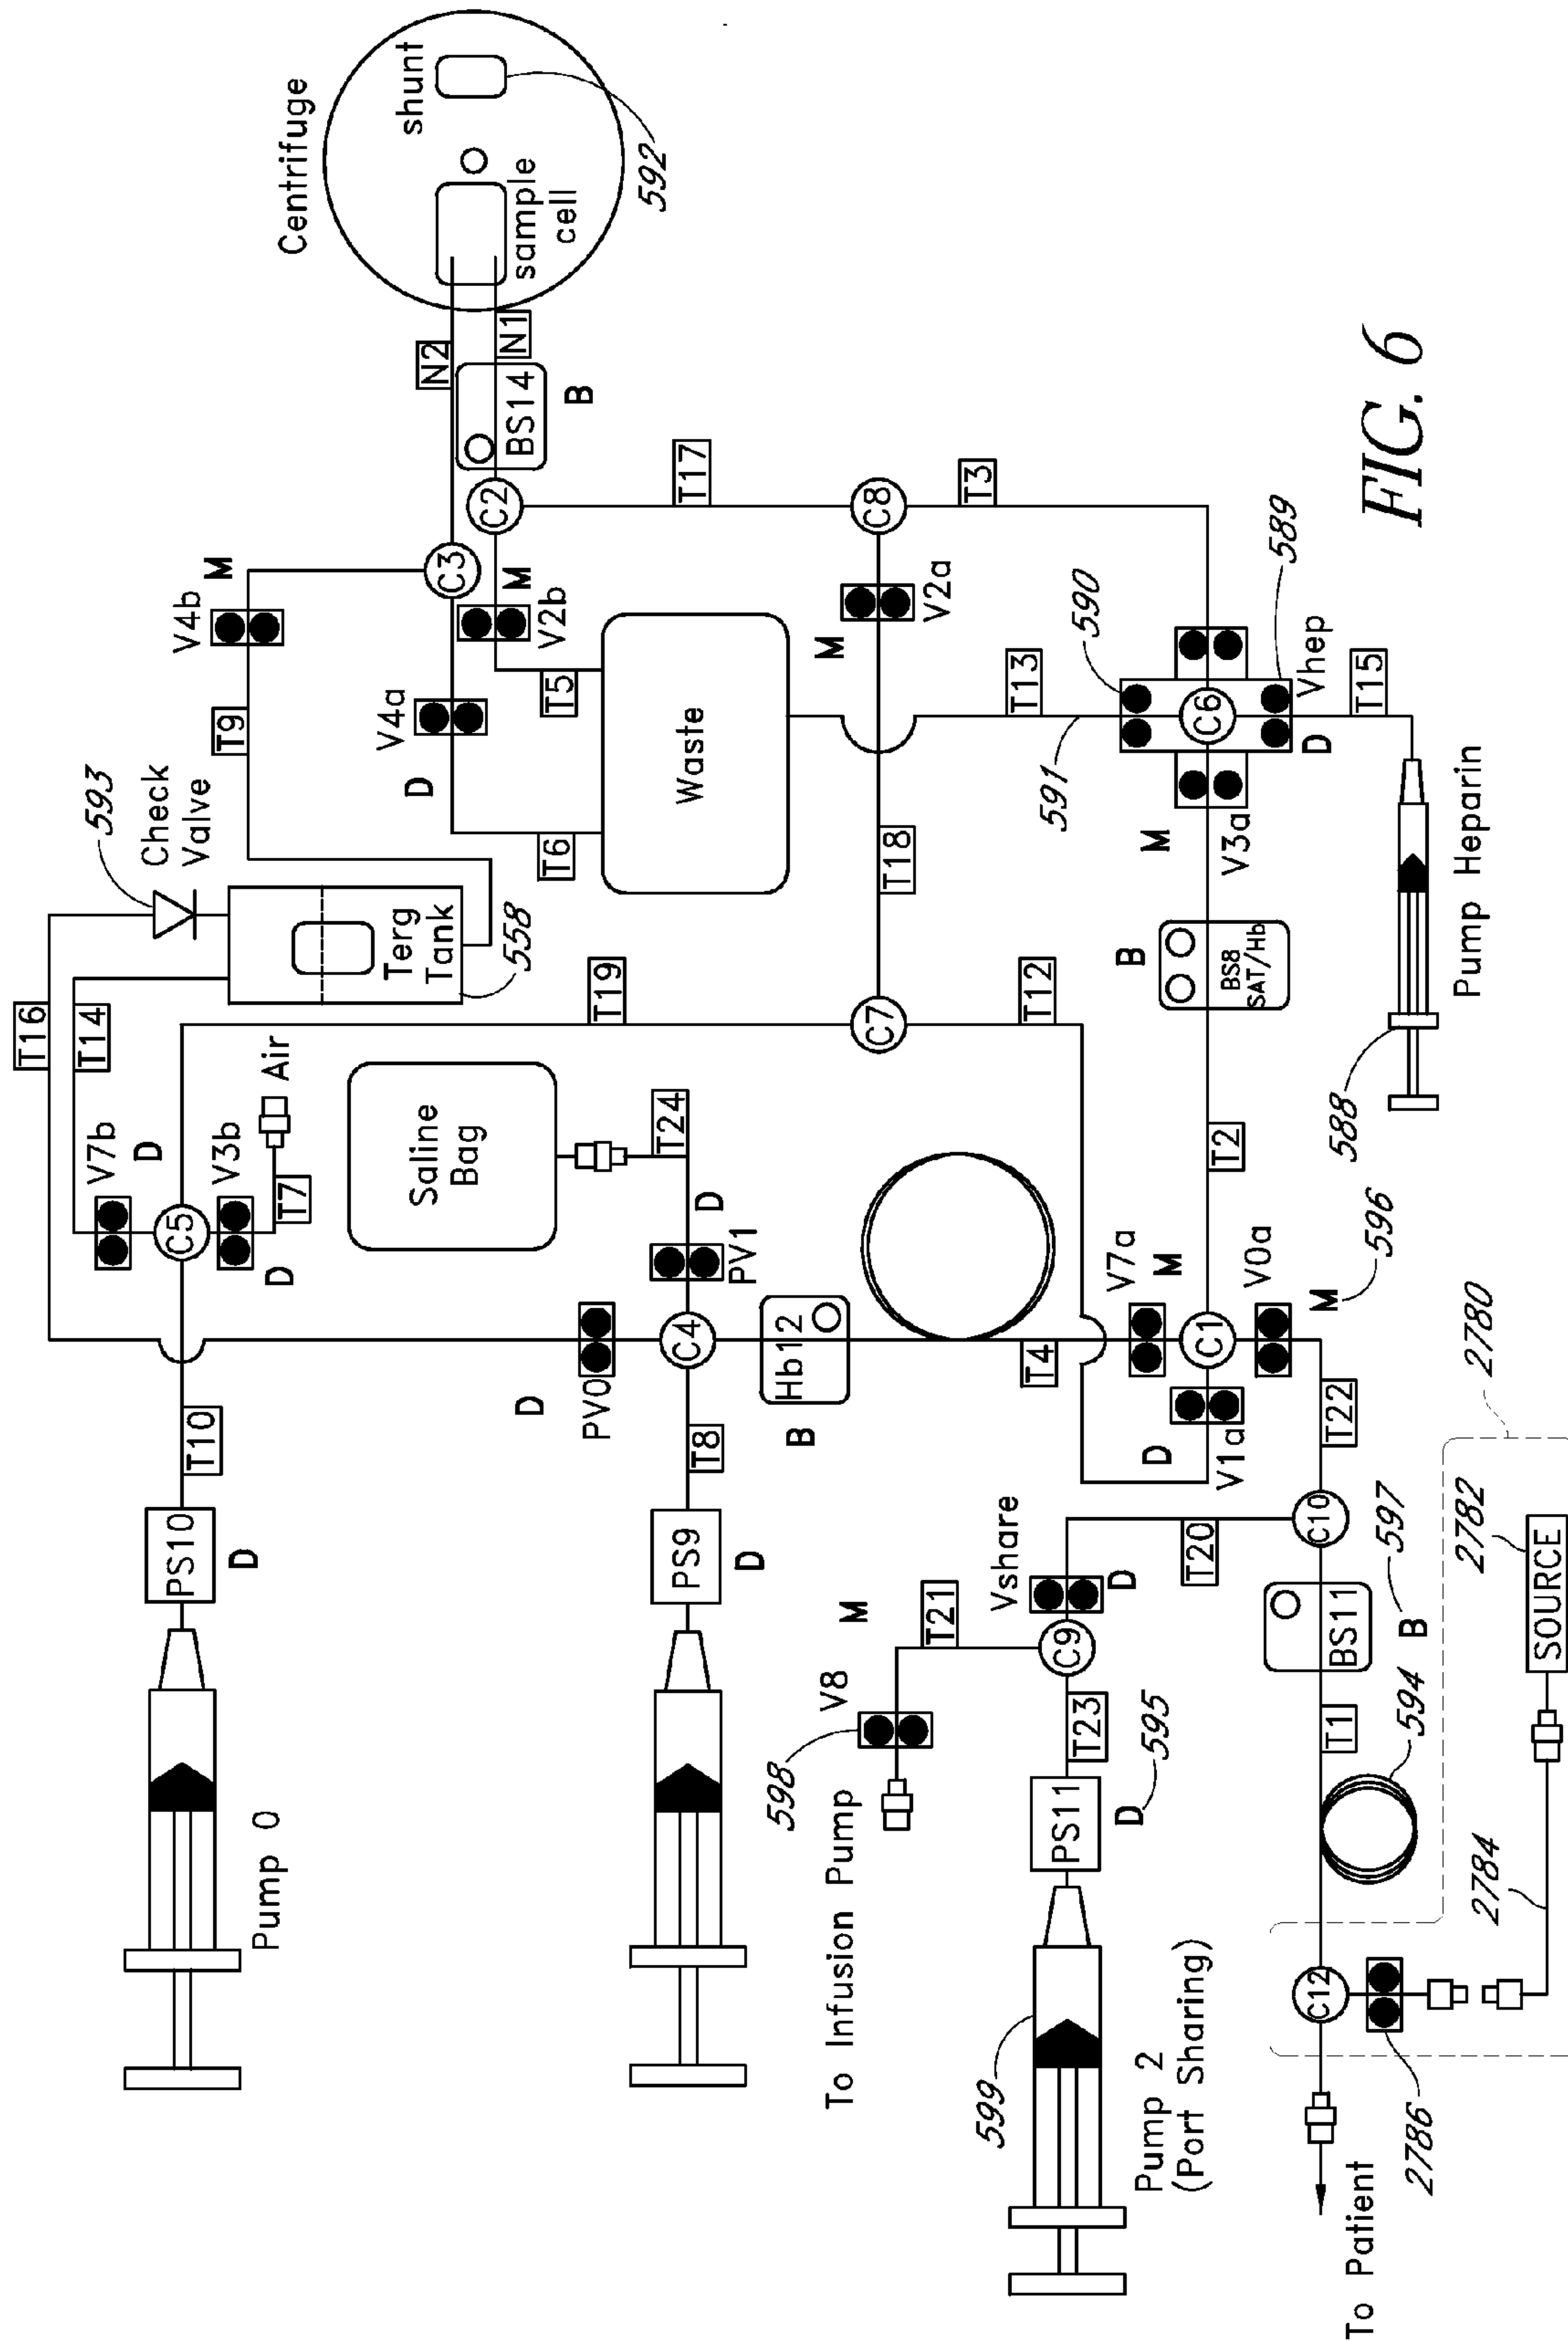 Centrifuge
shunt
sample
cell
592
N2
N1
BS14
B
C2
C3
M
V4b
T9
593
Check
Valve
T16
T14
Terg
Tank
558
V4a
D
M
V2b
T5
T6
Waste
T17
C8
T3
M
V2a
T18
C7
T19
T12
T13
591
590
589
C6
Vhep
D
T15
M
V3a
B
BS8
SAT/Hb
T2
Pump Heparin
588
FIG. 6
V7b
D
C5
V3b
D
T7
Air
Saline
Bag
T24
D
PV1
C4
PV0
D
Hb12
B
T4
V7a
M
C1
V0a
M
596
V1a
D
T22
T10
PS10
D
Pump 0
T8
PS9
D
To Infusion Pump
V8
598
M
T21
Vshare
D
C9
T20
C10
T23
PS11
D
595
599
Pump 2
(Port Sharing)
BS11
B
597
T1
594
C12
2786
2784
SOURCE
2782
2780
To Patient